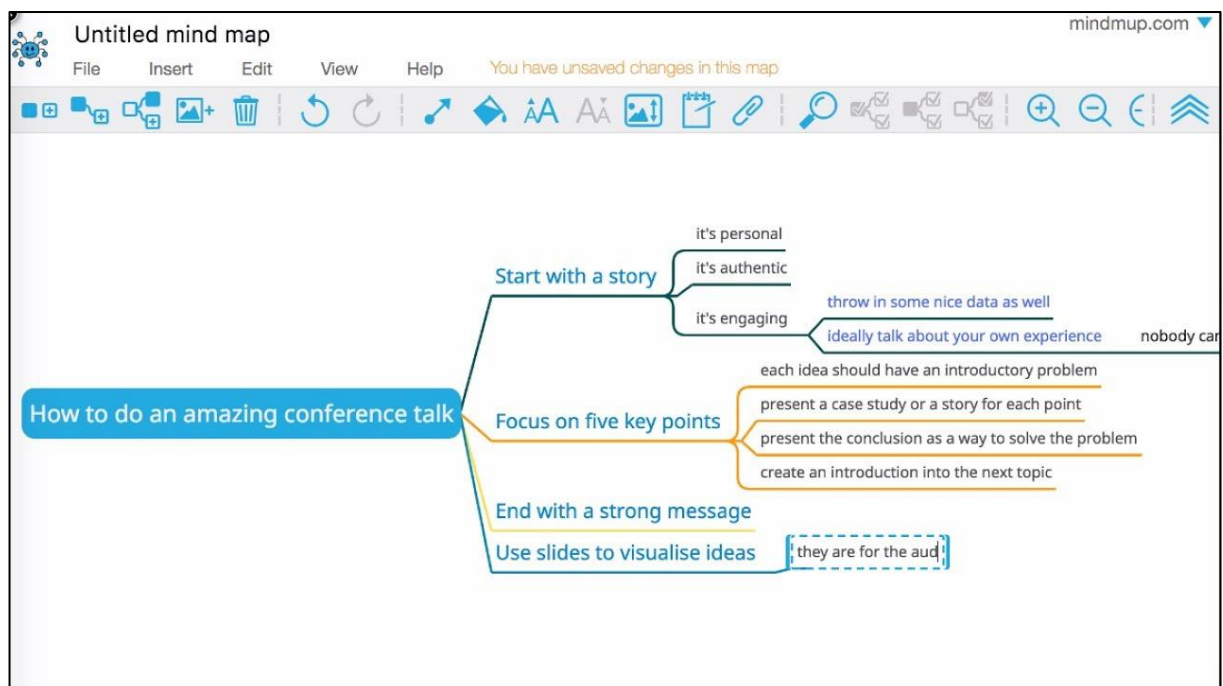 mindmup.com
Untitled mind map
File Insert Edit View Help You have unsaved changes in this map
it's personal
Start with a story
it's authentic
it's engaging
throw in some nice data as well
ideally talk about your own experience
nobody can
How to do an amazing conference talk
each idea should have an introductory problem
Focus on five key points
present a case study or a story for each point
present the conclusion as a way to solve the problem
create an introduction into the next topic
End with a strong message
Use slides to visualise ideas
they are for the aud